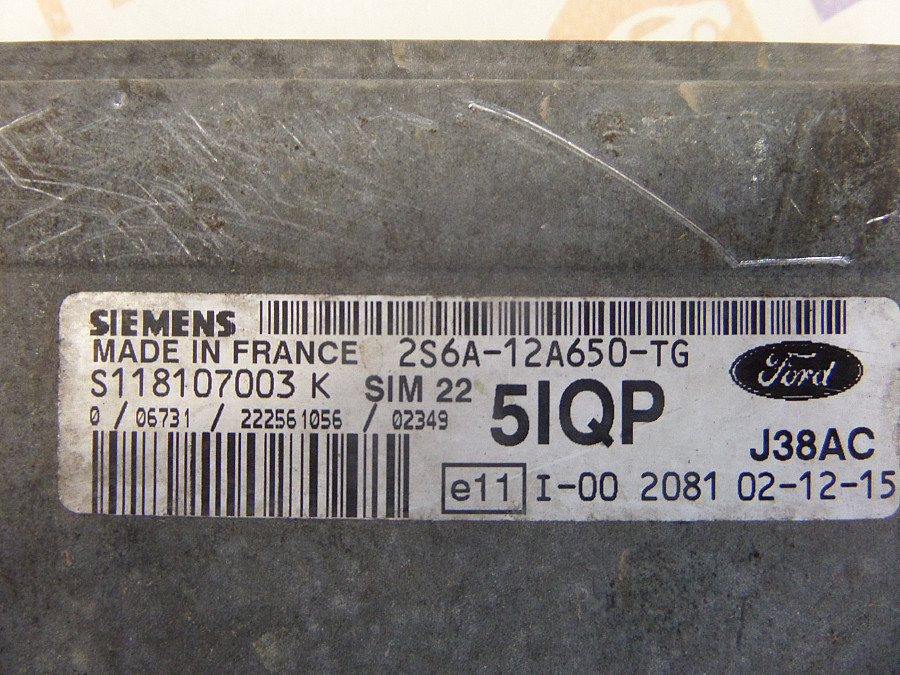 SIEMENS
MADE IN FRANCE 2S6A-12A650-TG
S118107003 K SIM 22 5IQP Ford
0 / 06731 / 222561056 / 02349
J38AC
e11 I-00 2081 02-12-15